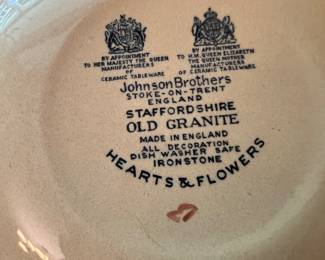 BY APPOINTMENT
TO HER MAJESTY THE QUEEN
MANUFACTURERS
OF CERAMIC TABLEWARE
BY APPOINTMENT
TO H.M. QUEEN ELIZABETH
THE QUEEN MOTHER
MANUFACTURERS
OF CERAMIC TABLEWARE
Johnson Brothers
STOKE-ON-TRENT
ENGLAND
STAFFORDSHIRE
OLD GRANITE
MADE IN ENGLAND
ALL DECORATION
DISH WASHER SAFE
IRONSTONE
HEARTS & FLOWERS